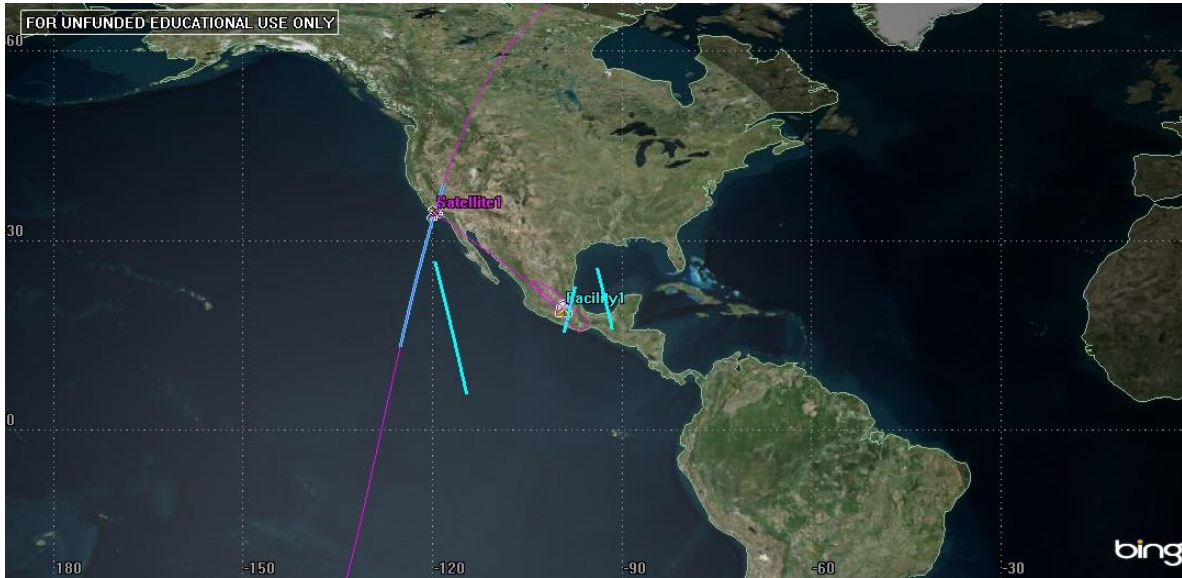 FOR UNFUNDED EDUCATIONAL USE ONLY
60
Satellite1
30
Facility1
0
bing
180 -150 -120 -90 -60 -30